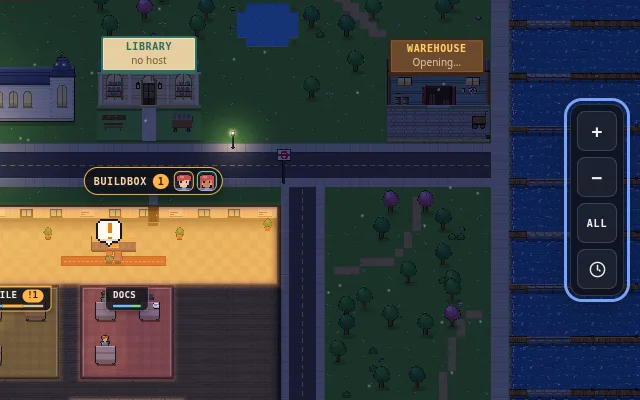 LIBRARY
no host
WAREHOUSE
Opening...
+
−
ALL
BUILDBOX 1
!
ILE !1
DOCS